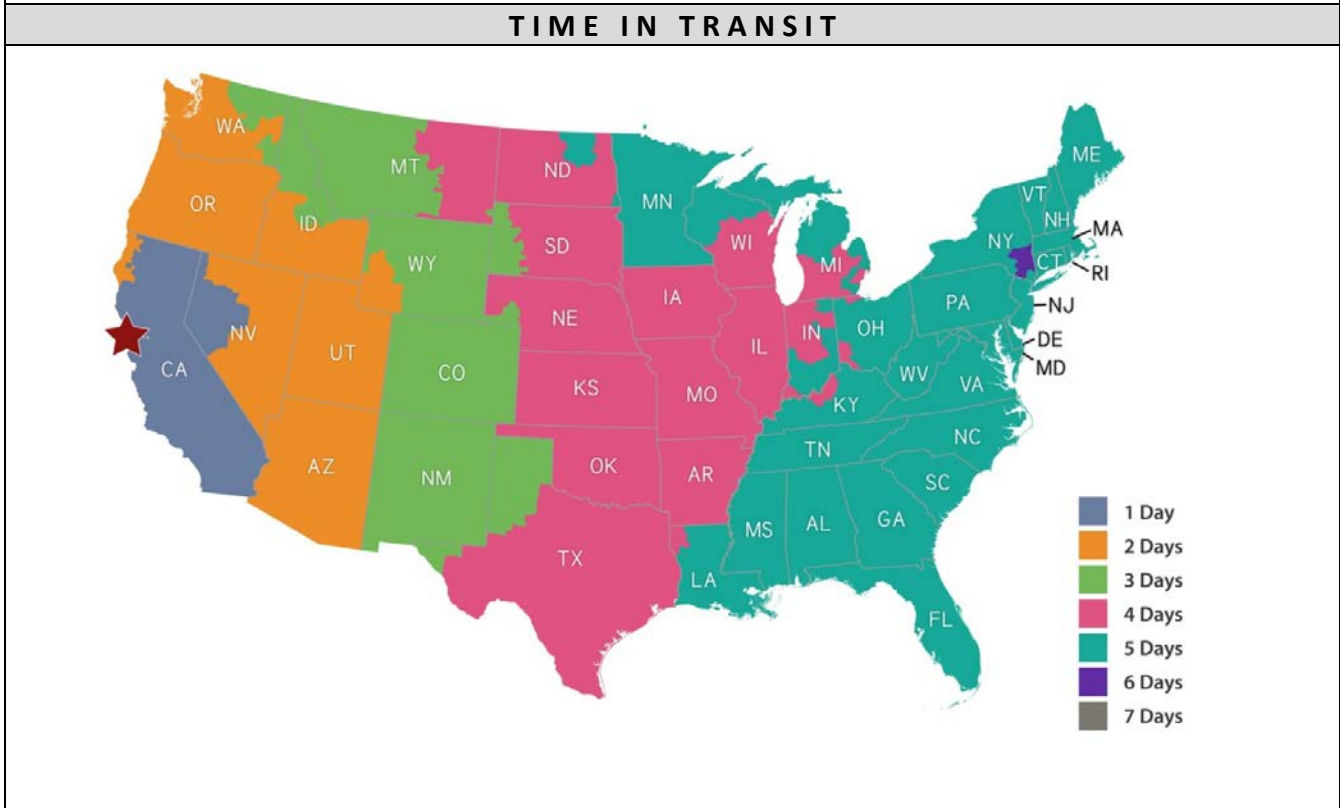 TIME IN TRANSIT
WA
MT
ND
MN
ME
VT
NH
MA
OR
ID
SD
WI
NY
CT
RI
WY
MI
IA
NE
PA
NJ
NV
UT
CO
IL
IN
OH
DE
MD
CA
KS
MO
WV
VA
KY
AZ
NM
OK
AR
TN
NC
SC
TX
MS
AL
GA
LA
FL
1 Day
2 Days
3 Days
4 Days
5 Days
6 Days
7 Days